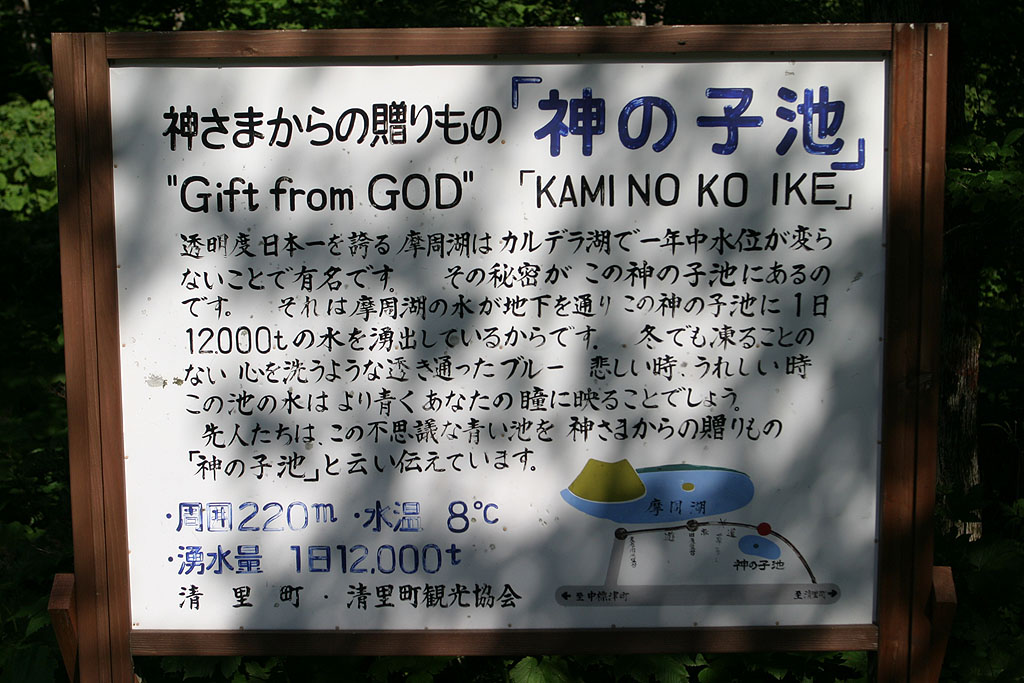 神さまからの贈りもの「神の子池」
"Gift from GOD" 「KAMI NO KO IKE」
透明度日本一を誇る摩周湖はカルデラ湖で一年中水位が変ら
ないことで有名です。 その秘密がこの神の子池にあるの
です。 それは摩周湖の水が地下を通りこの神の子池に1日
12.000tの水を湧出しているからです。 冬でも凍ることの
ない心を洗うような透き通ったブルー 悲しい時、うれしい時
この池の水はより青くあなたの瞳に映ることでしょう。
先人たちは、この不思議な青い池を 神さまからの贈りもの
「神の子池」と云い伝えています。
・周囲220m ・水温 8℃
・湧水量 1日12.000t
清里町・清里町観光協会
摩周湖
道
道
神の子池
←至中標津町
至清里町→